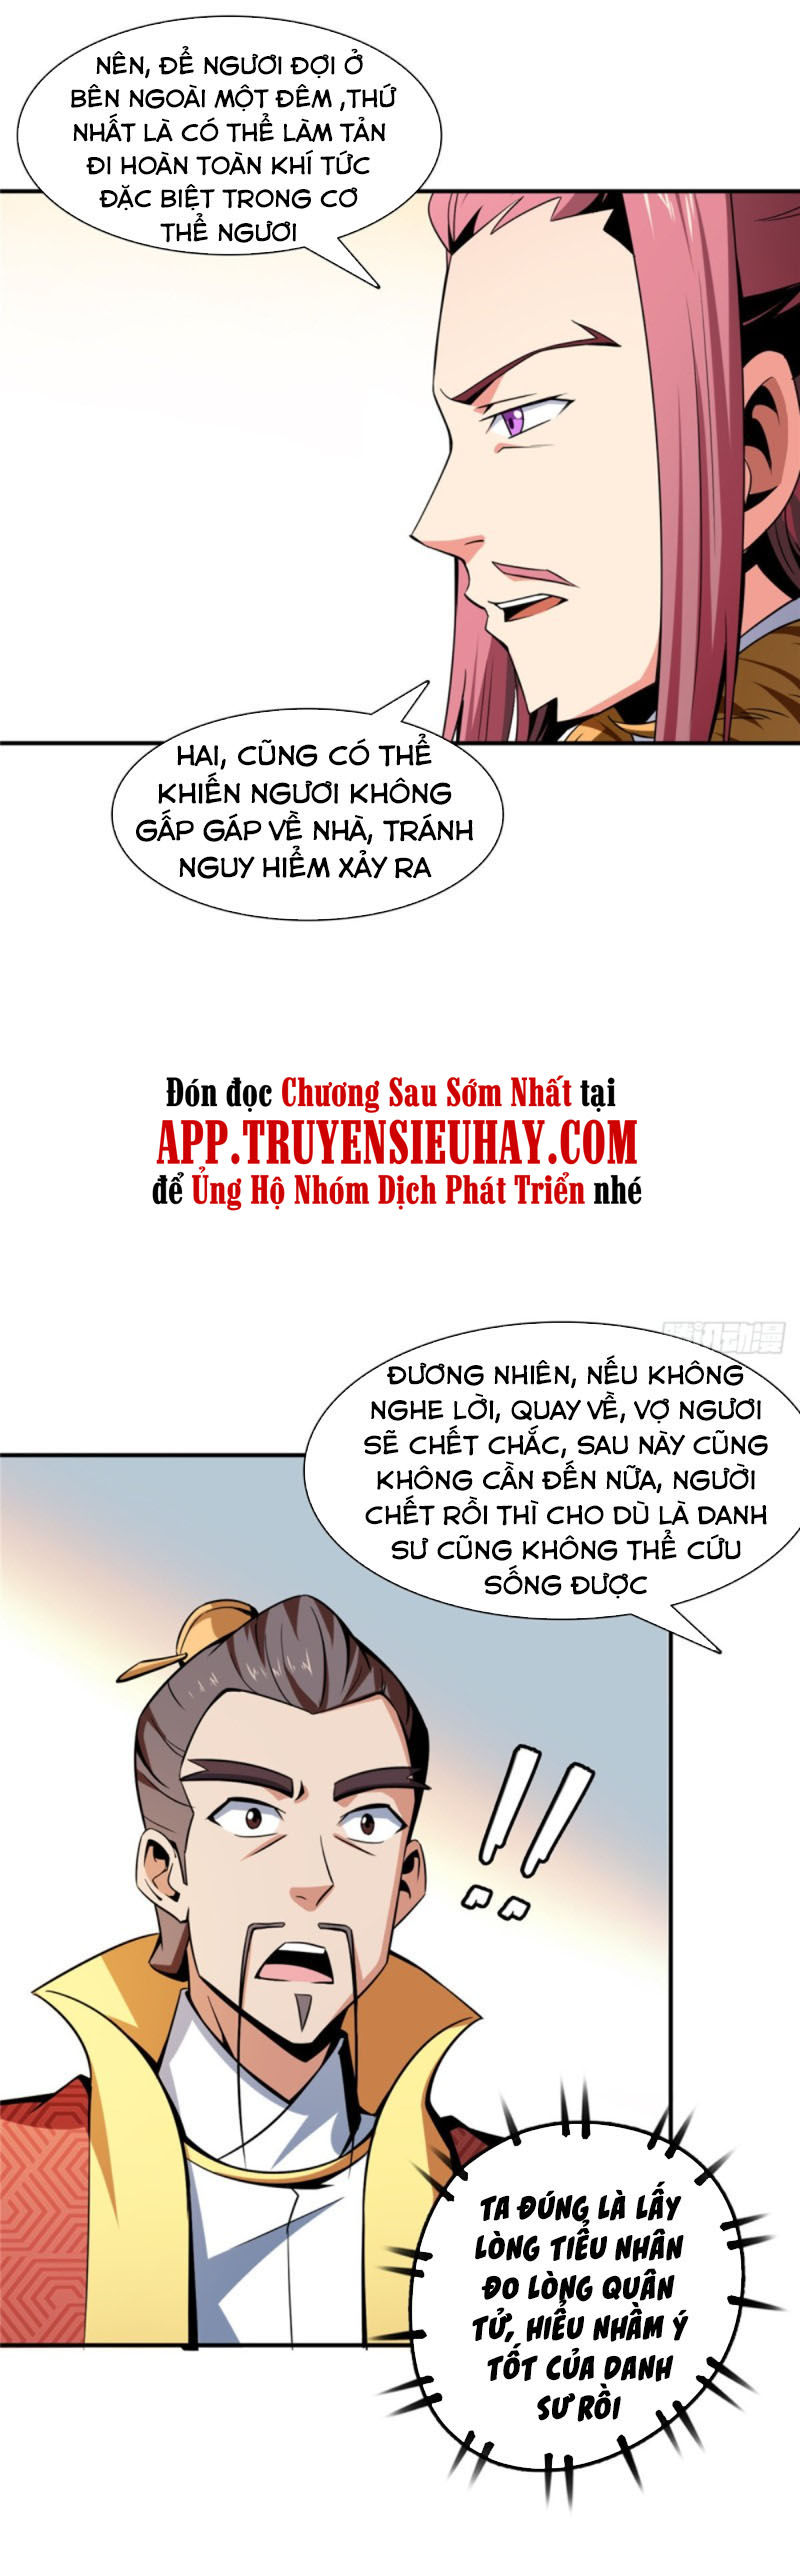 NÊN, ĐỂ NGƯƠI ĐỢI Ở
BÊN NGOÀI MỘT ĐÊM ,THỨ
NHẤT LÀ CÓ THỂ LÀM TẢN
ĐI HOÀN TOÀN KHÍ TỨC
ĐẶC BIỆT TRONG CƠ
THỂ NGƯƠI
HAI, CŨNG CÓ THỂ
KHIẾN NGƯƠI KHÔNG
GẤP GÁP VỀ NHÀ, TRÁNH
NGUY HIỂM XẢY RA
Đón đọc Chương Sau Sớm Nhất tại
APP.TRUYENSIEUHAY.COM
để Ủng Hộ Nhóm Dịch Phát Triển nhé
腾讯动漫
ĐƯƠNG NHIÊN, NẾU KHÔNG
NGHE LỜI, QUAY VỀ, VỢ NGƯƠI
SẼ CHẾT CHẮC, SAU NÀY CŨNG
KHÔNG CẦN ĐẾN NỮA, NGƯỜI
CHẾT RỒI THÌ CHO DÙ LÀ DANH
SƯ CŨNG KHÔNG THỂ CỨU
SỐNG ĐƯỢC
!!
TA ĐÚNG LÀ LẤY
LÒNG TIỂU NHÂN
ĐO LÒNG QUÂN
TỬ, HIỂU NHẦM Ý
TỐT CỦA DANH
SƯ RỒI